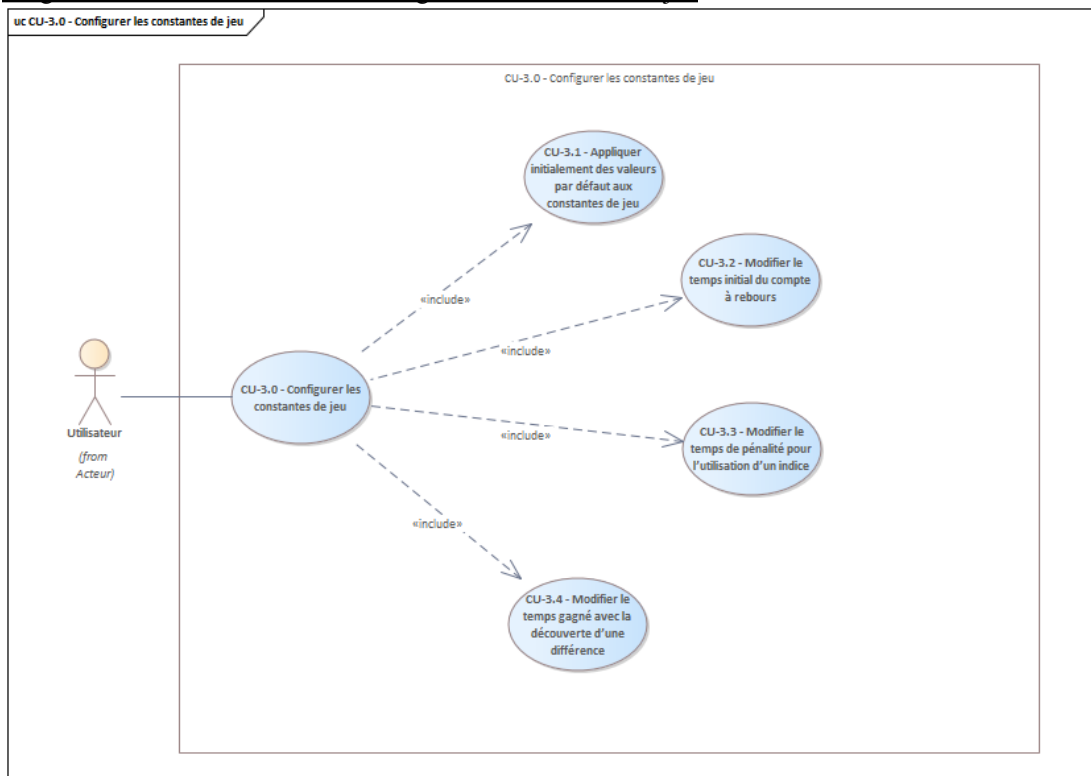 uc CU-3.0 - Configurer les constantes de jeu
CU-3.0 - Configurer les constantes de jeu
CU-3.1 - Appliquer
initialement des valeurs
par défaut aux
constantes de jeu
CU-3.2 - Modifier le
temps initial du compte
à rebours
«include»
«include»
CU-3.0 - Configurer les
constantes de jeu
Utilisateur
(from
Acteur)
«include»
CU-3.3 - Modifier le
temps de pénalité pour
l'utilisation d'un indice
«include»
CU-3.4 - Modifier le
temps gagné avec la
découverte d'une
différence